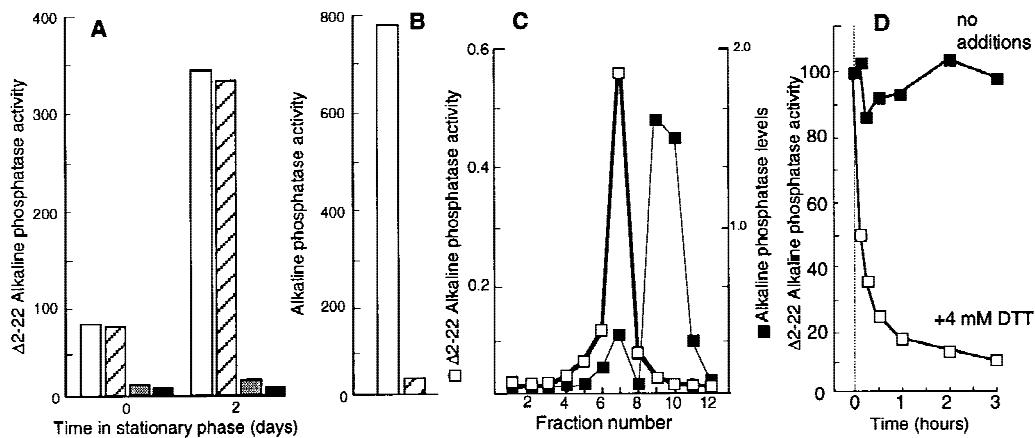 A
400
300
200
100
0
Δ2-22 Alkaline phosphatase activity
0
2
Time in stationary phase (days)
B
800
600
0
Alkaline phosphatase activity
C
0.6
0.4
0.2
Δ2-22 Alkaline phosphatase activity
2.0
1.0
Alkaline phosphatase levels
2 4 6 8 10 12
Fraction number
D
no
additions
100
80
60
40
20
0
Δ2-22 Alkaline phosphatase activity
+4 mM DTT
0 1 2 3
Time (hours)